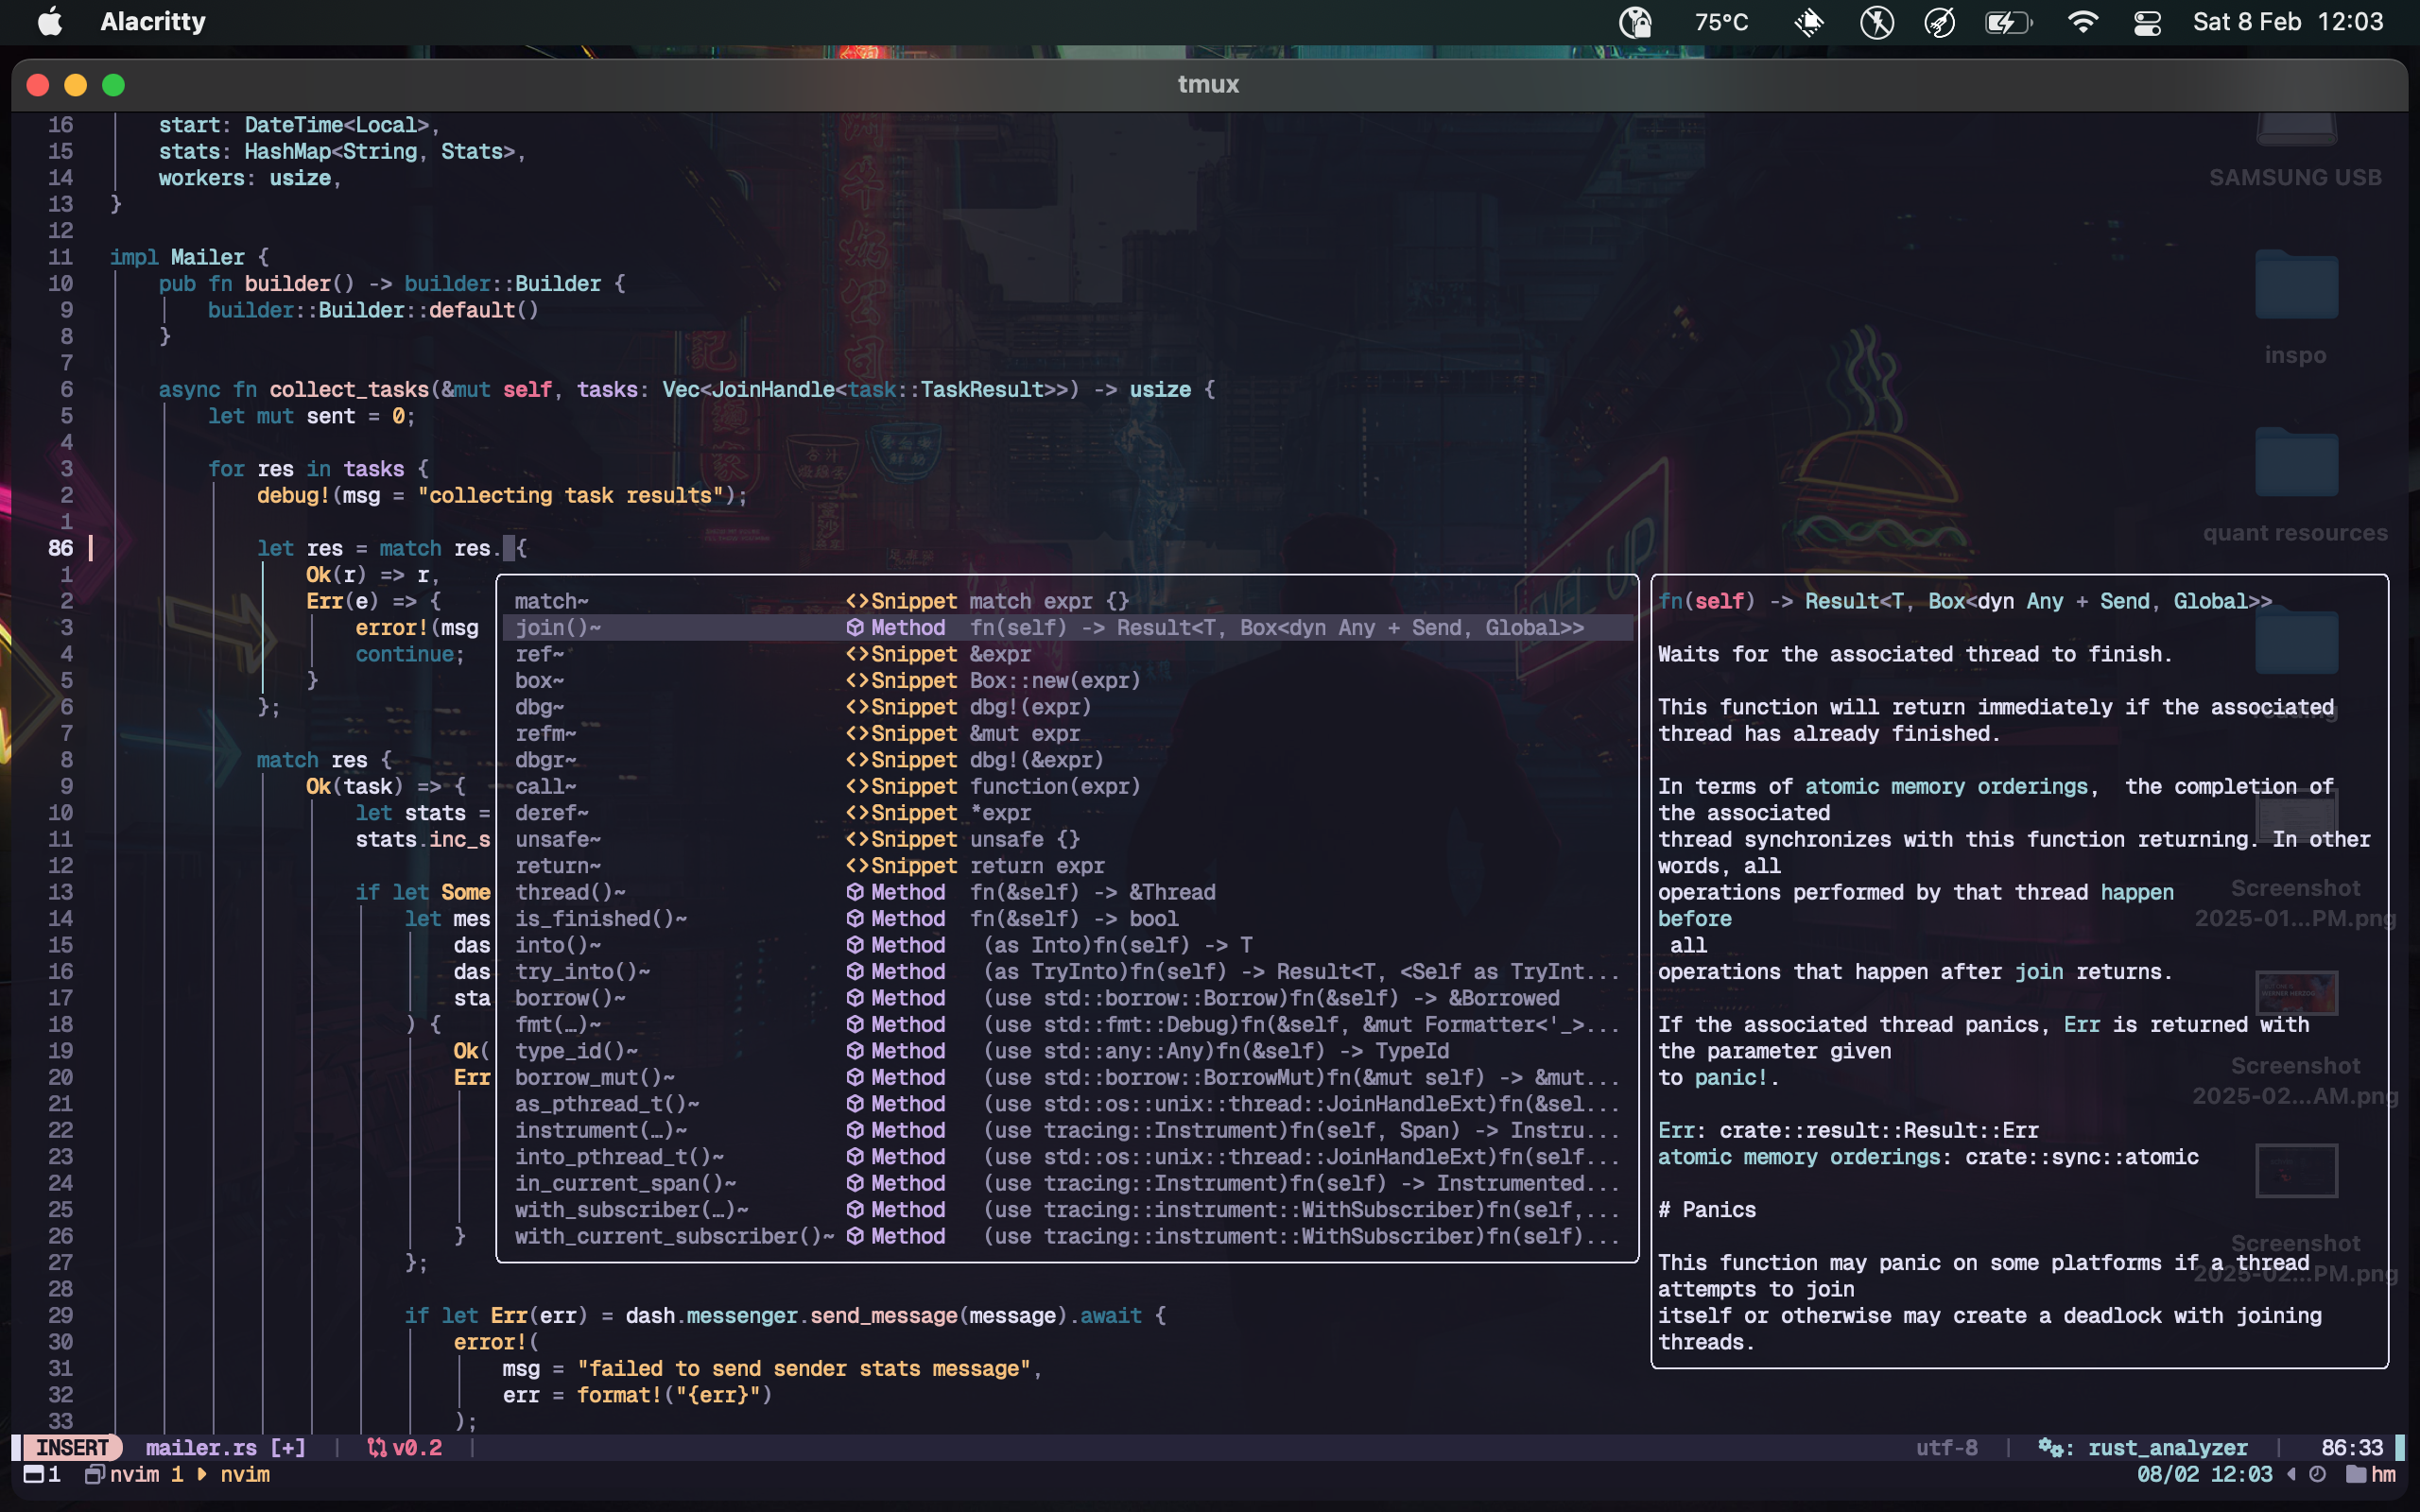 Alacritty
75°C
Sat 8 Feb 12:03
tmux
16 start: DateTime<Local>,
15 stats: HashMap<String, Stats>,
14 workers: usize,
13 }
12
11 impl Mailer {
10 pub fn builder() -> builder::Builder {
9 builder::Builder::default()
8 }
7
6 async fn collect_tasks(&mut self, tasks: Vec<JoinHandle<task::TaskResult>>) -> usize {
5 let mut sent = 0;
4
3 for res in tasks {
2 debug!(msg = "collecting task results");
1
86 let res = match res. {
1 Ok(r) => r,
2 Err(e) => {
3 error!(msg
4 continue;
5 }
6 };
7
8 match res {
9 Ok(task) => {
10 let stats =
11 stats.inc_s
12
13 if let Some
14 let mes
15 das
16 das
17 sta
18 ) {
19 Ok(
20 Err
21
22
23
24
25
26 }
27 };
28
29 if let Err(err) = dash.messenger.send_message(message).await {
30 error!(
31 msg = "failed to send sender stats message",
32 err = format!("{err}")
33 );
match~ <>Snippet match expr {}
join()~ Method fn(self) -> Result<T, Box<dyn Any + Send, Global>>
ref~ <>Snippet &expr
box~ <>Snippet Box::new(expr)
dbg~ <>Snippet dbg!(expr)
refm~ <>Snippet &mut expr
dbgr~ <>Snippet dbg!(&expr)
call~ <>Snippet function(expr)
deref~ <>Snippet *expr
unsafe~ <>Snippet unsafe {}
return~ <>Snippet return expr
thread()~ Method fn(&self) -> &Thread
is_finished()~ Method fn(&self) -> bool
into()~ Method (as Into)fn(self) -> T
try_into()~ Method (as TryInto)fn(self) -> Result<T, <Self as TryInt...
borrow()~ Method (use std::borrow::Borrow)fn(&self) -> &Borrowed
fmt(…)~ Method (use std::fmt::Debug)fn(&self, &mut Formatter<'_>...
type_id()~ Method (use std::any::Any)fn(&self) -> TypeId
borrow_mut()~ Method (use std::borrow::BorrowMut)fn(&mut self) -> &mut...
as_pthread_t()~ Method (use std::os::unix::thread::JoinHandleExt)fn(&sel...
instrument(…)~ Method (use tracing::Instrument)fn(self, Span) -> Instru...
into_pthread_t()~ Method (use std::os::unix::thread::JoinHandleExt)fn(self...
in_current_span()~ Method (use tracing::Instrument)fn(self) -> Instrumented...
with_subscriber(…)~ Method (use tracing::instrument::WithSubscriber)fn(self,...
with_current_subscriber()~ Method (use tracing::instrument::WithSubscriber)fn(self)...
fn(self) -> Result<T, Box<dyn Any + Send, Global>>
Waits for the associated thread to finish.
This function will return immediately if the associated
thread has already finished.
In terms of atomic memory orderings, the completion of
the associated
thread synchronizes with this function returning. In other
words, all
operations performed by that thread happen
before
all
operations that happen after join returns.
If the associated thread panics, Err is returned with
the parameter given
to panic!.
Err: crate::result::Result::Err
atomic memory orderings: crate::sync::atomic
# Panics
This function may panic on some platforms if a thread
attempts to join
itself or otherwise may create a deadlock with joining
threads.
SAMSUNG USB
inspo
quant resources
Screenshot
2025-01...PM.png
Screenshot
2025-02...AM.png
Screenshot
2025-02...PM.png
INSERT mailer.rs [+] | v0.2 |
utf-8 | : rust_analyzer | 86:33
1 nvim 1 nvim
08/02 12:03 hm